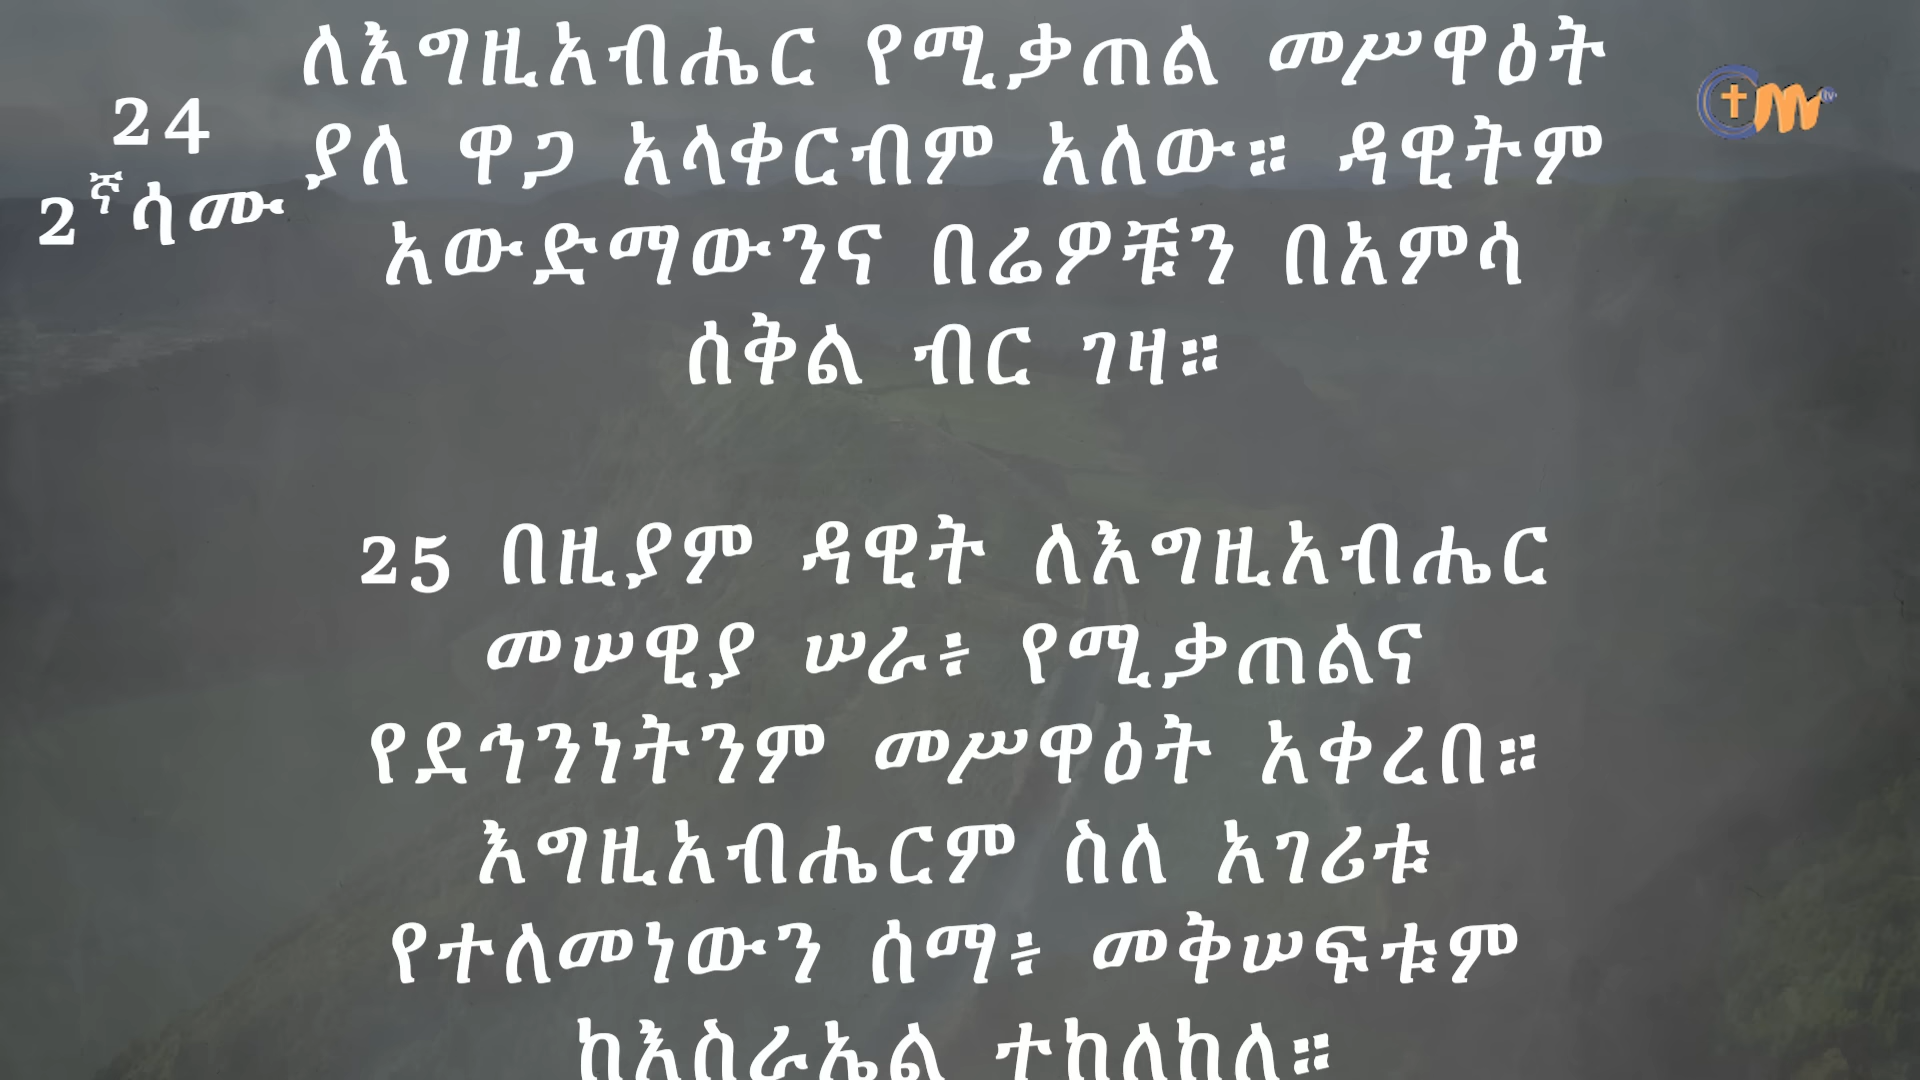 24
2ኛሳሙ
ለእግዚአብሔር የሚቃጠል መሥዋዕት
ያለ ዋጋ አላቀርብም አለው። ዳዊትም
አውድማውንና በሬዎቹን በአምሳ
ሰቅል ብር ገዛ።
25 በዚያም ዳዊት ለእግዚአብሔር
መሠዊያ ሠራ፥ የሚቃጠልና
የደኅንነትንም መሥዋዕት አቀረበ።
እግዚአብሔርም ስለ አገሪቱ
የተለመነውን ሰማ፥ መቅሠፍቱም
ከእስራኤል ተከለከለ።